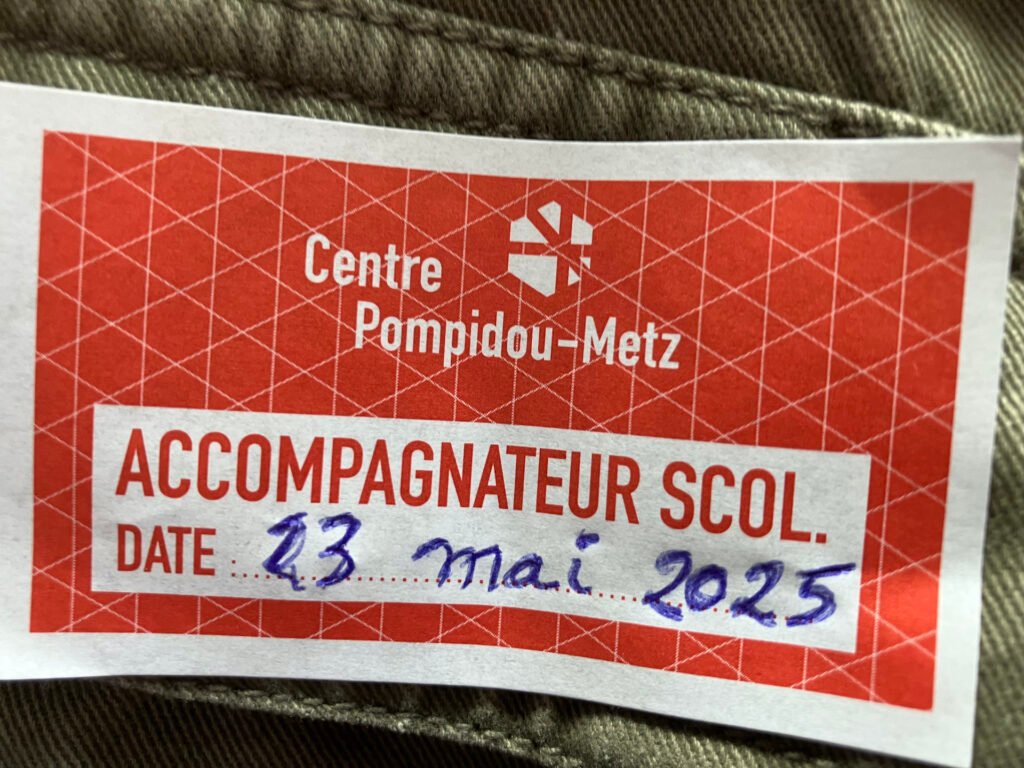 Centre
Pompidou-Metz
ACCOMPAGNATEUR SCOL.
DATE : 23 mai 2025